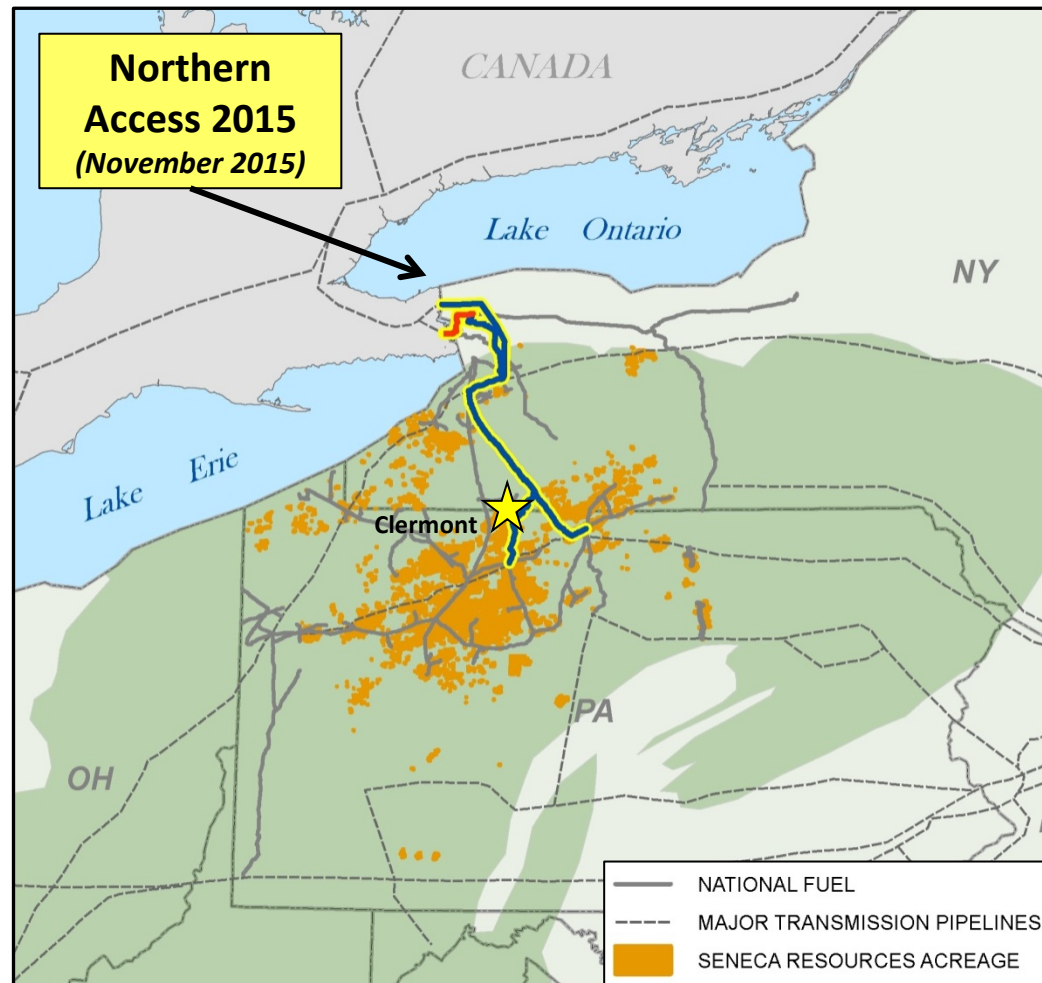 Northern
Access 2015
(November 2015)
CANADA
Lake Ontario
NY
Lake Erie
Clermont
PA
OH
NATIONAL FUEL
MAJOR TRANSMISSION PIPELINES
SENECA RESOURCES ACREAGE